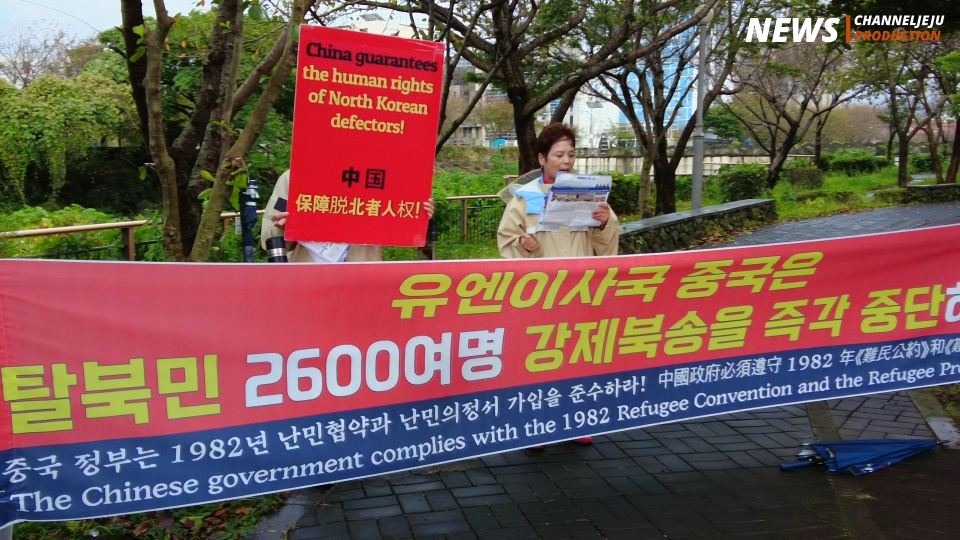 NEWS
CHANNELJEJU
PRODUCTION
China guarantees
the human rights
of North Korean
defectors!
中国
保障脱北者人权!
유엔이사국 중국은
탈북민 2600여명 강제북송을 즉각 중단하
중국 정부는 1982년 난민협약과 난민의정서 가입을 준수하라! 中國政府必須遵守 1982 年《難民公約》和《難
The Chinese government complies with the 1982 Refugee Convention and the Refugee Pro